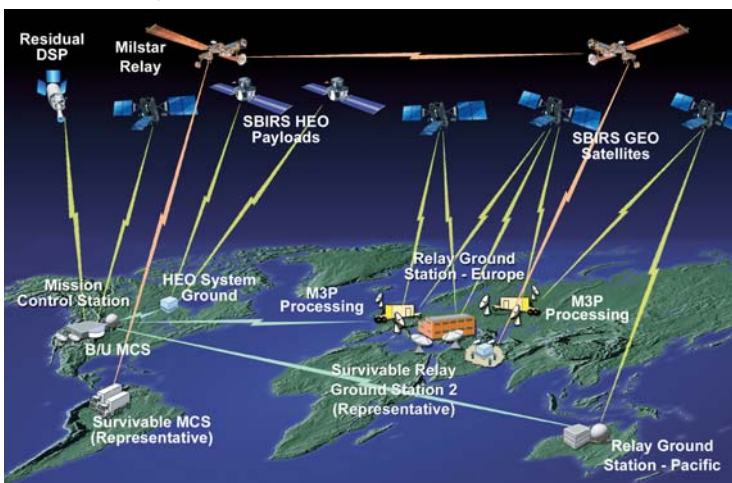 Residual
DSP
Milstar
Relay
SBIRS HEO
Payloads
SBIRS GEO
Satellites
Mission
Control Station
HEO System
Ground
Relay Ground
Station - Europe
M3P
Processing
M3P
Processing
B/U MCS
Survivable Relay
Ground Station 2
(Representative)
Survivable MCS
(Representative)
Relay Ground
Station - Pacific